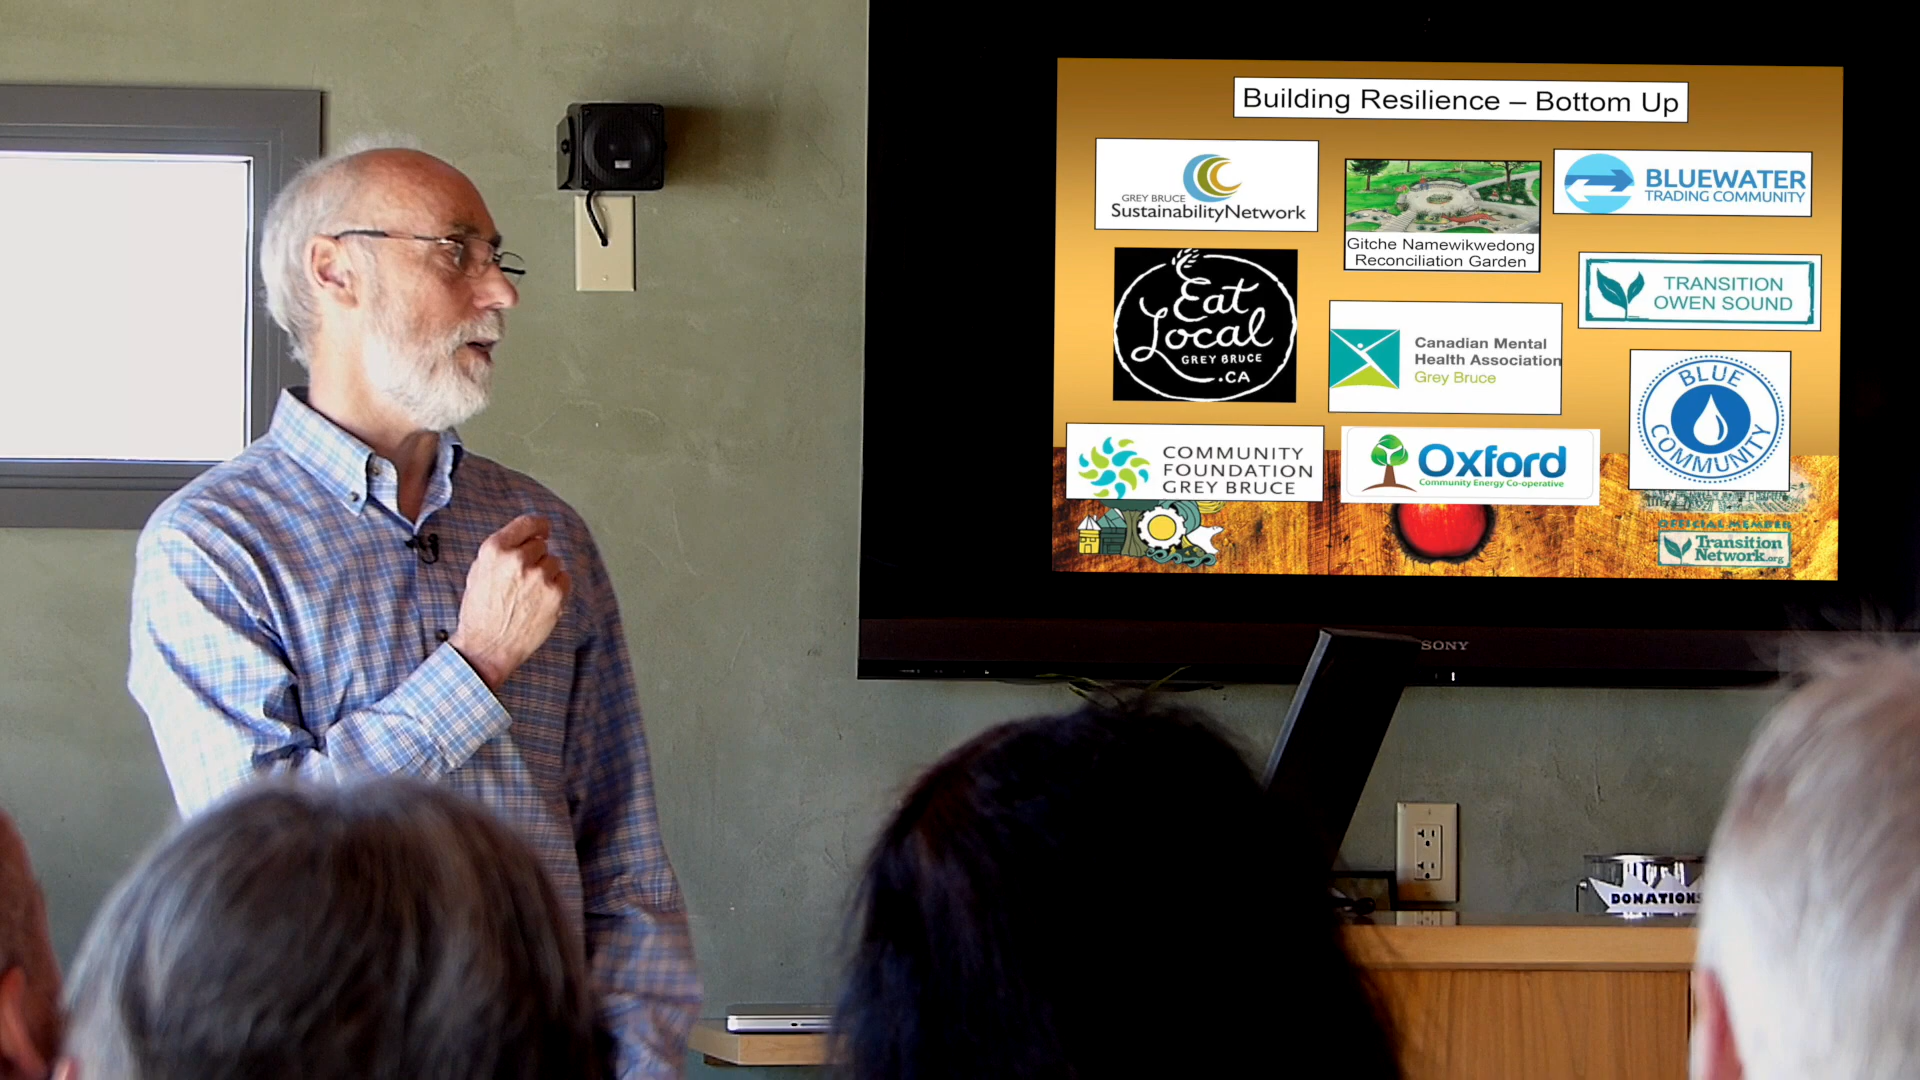 Building Resilience – Bottom Up
GREY BRUCE
SustainabilityNetwork
Gitche Namewikwedong
Reconciliation Garden
BLUEWATER
TRADING COMMUNITY
Eat
Local
GREY BRUCE
.CA
Canadian Mental
Health Association
Grey Bruce
TRANSITION
OWEN SOUND
BLUE
COMMUNITY
COMMUNITY
FOUNDATION
GREY BRUCE
Oxford
Community Energy Co-operative
OFFICIAL MEMBER
Transition
Network.org
SONY
DONATIONS